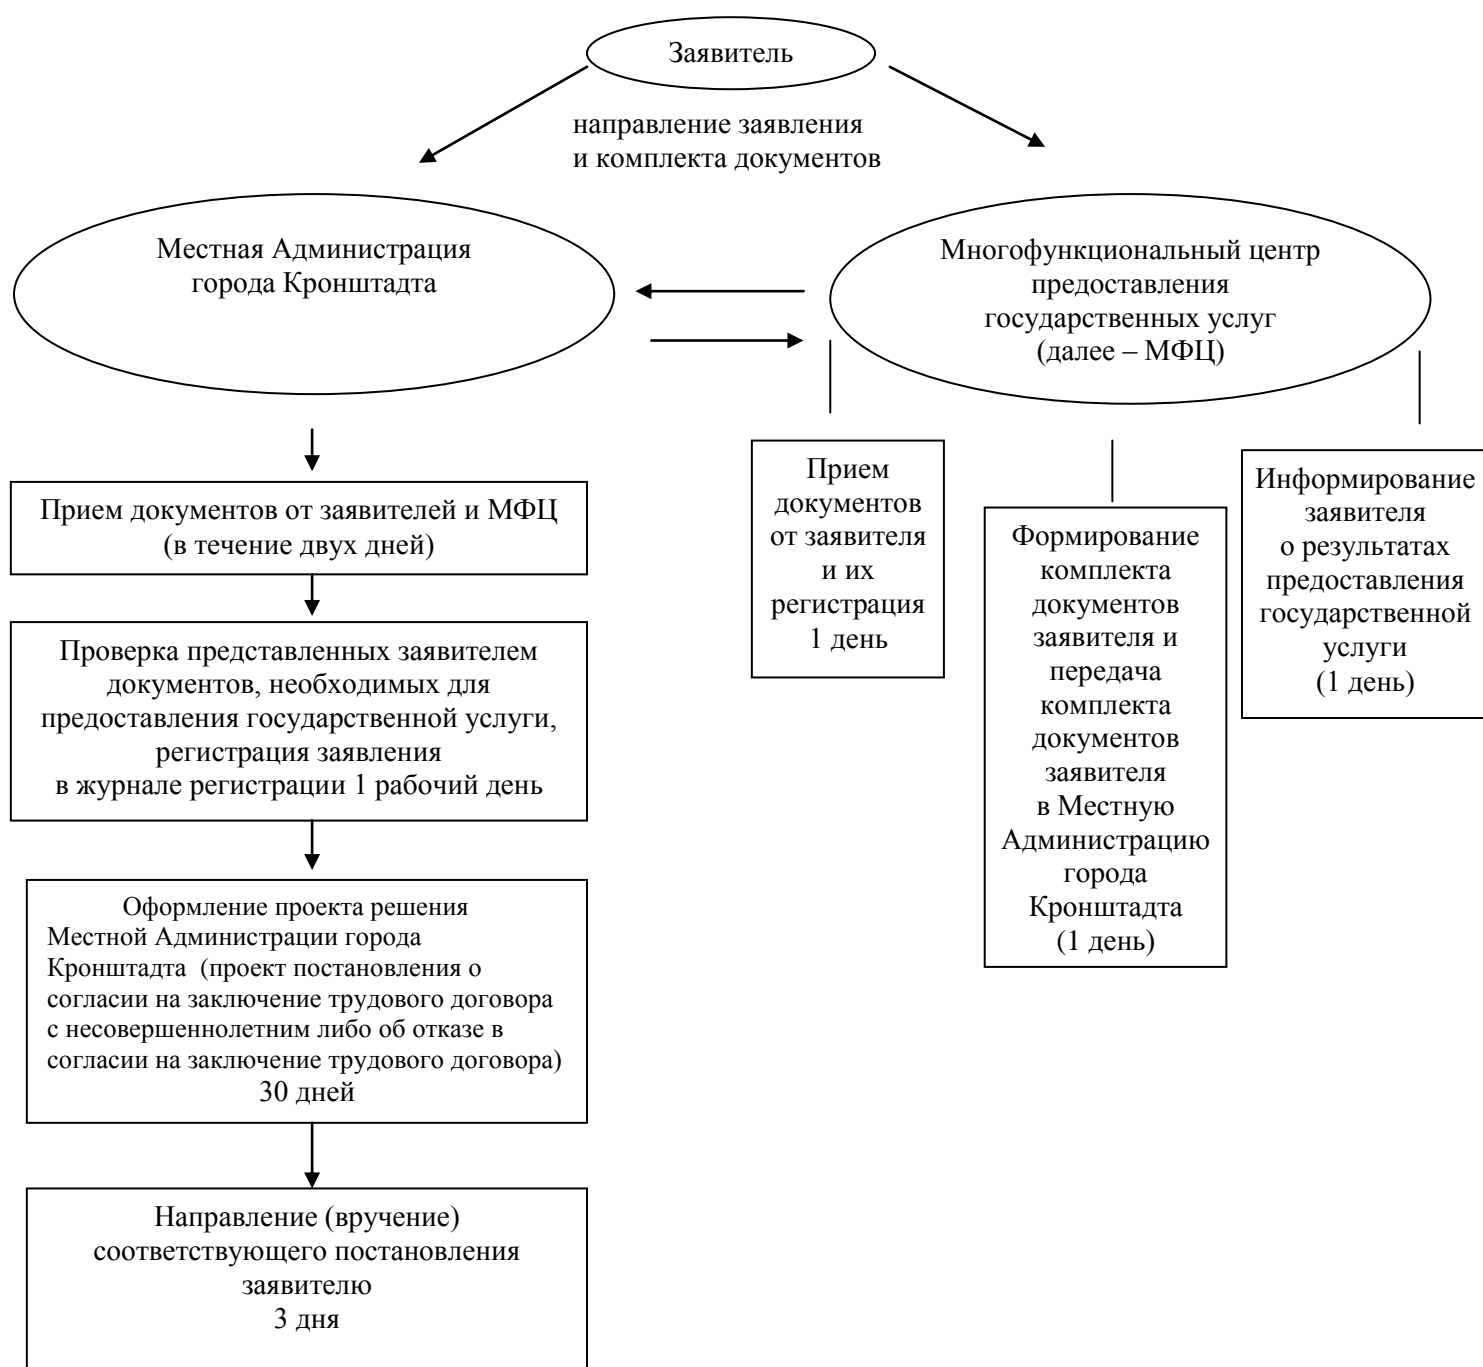 Заявитель
направление заявления
и комплекта документов
Местная Администрация
города Кронштадта
Многофункциональный центр
предоставления
государственных услуг
(далее – МФЦ)
Прием документов от заявителей и МФЦ
(в течение двух дней)
Проверка представленных заявителем
документов, необходимых для
предоставления государственной услуги,
регистрация заявления
в журнале регистрации 1 рабочий день
Оформление проекта решения
Местной Администрации города
Кронштадта (проект постановления о
согласии на заключение трудового договора
с несовершеннолетним либо об отказе в
согласии на заключение трудового договора)
30 дней
Направление (вручение)
соответствующего постановления
заявителю
3 дня
Прием
документов
от заявителя
и их
регистрация
1 день
Формирование
комплекта
документов
заявителя и
передача
комплекта
документов
заявителя
в Местную
Администрацию
города
Кронштадта
(1 день)
Информирование
заявителя
о результатах
предоставления
государственной
услуги
(1 день)